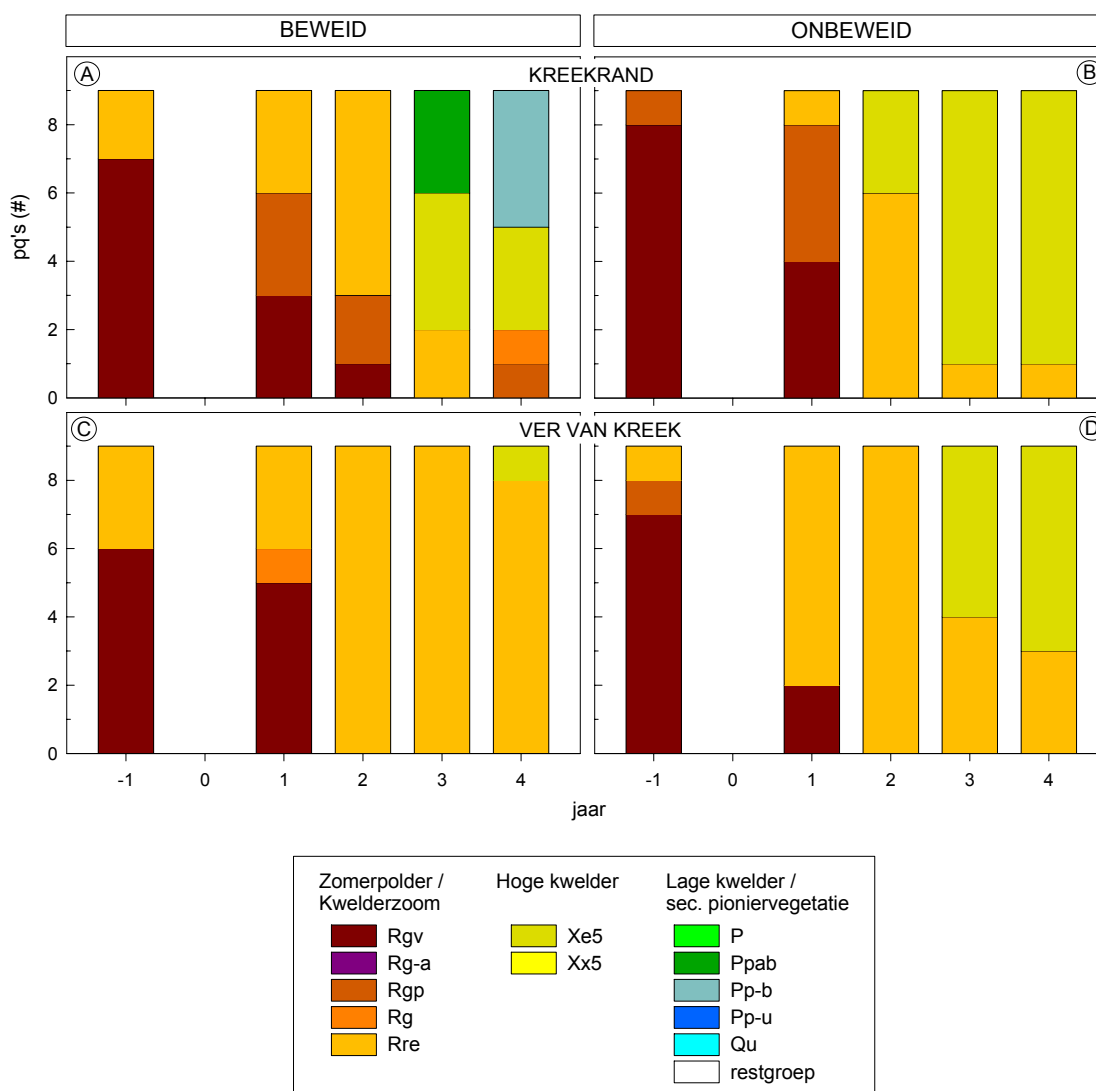 BEWEID
ONBEWEID
A
KREEKRAND
B
8
6
4
2
0
pq's (#)
C
VER VAN KREEK
D
8
6
4
2
0
-1 0 1 2 3 4
-1 0 1 2 3 4
jaar
Zomerpolder /
Kwelderzoom
Rgv
Rg-a
Rgp
Rg
Rre
Hoge kwelder
Xe5
Xx5
Lage kwelder /
sec. pioniervegetatie
P
Ppab
Pp-b
Pp-u
Qu
restgroep